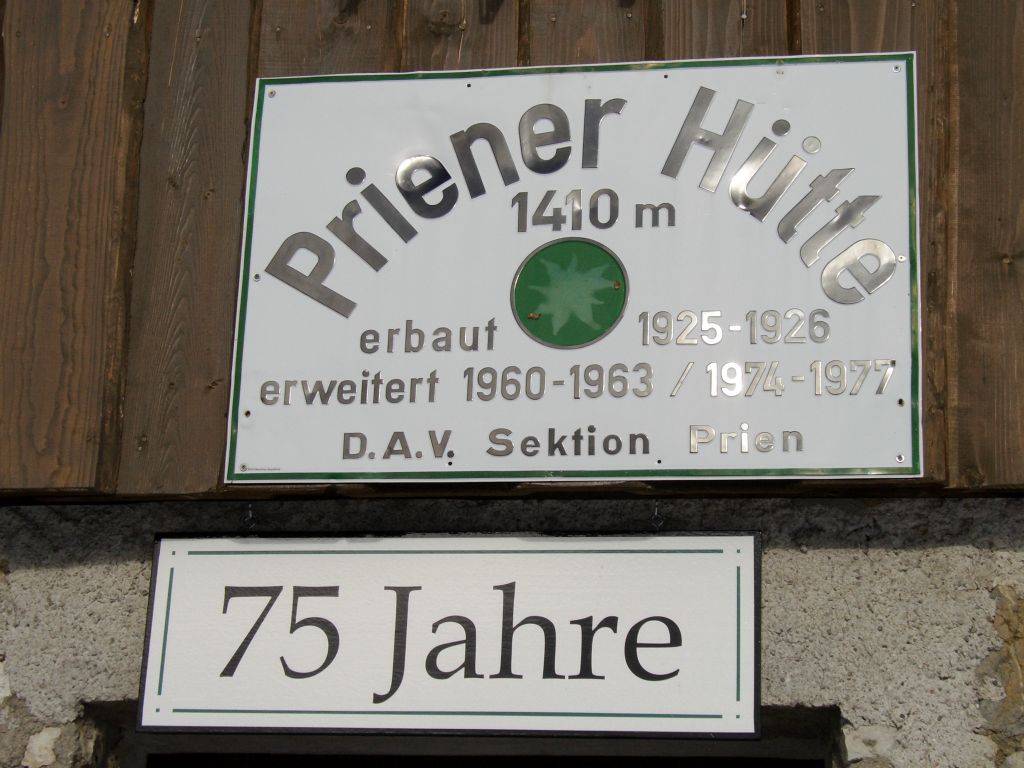 Priener Hütte
1410 m
erbaut 1925-1926
erweitert 1960-1963 / 1974-1977
D.A.V. Sektion Prien
75 Jahre